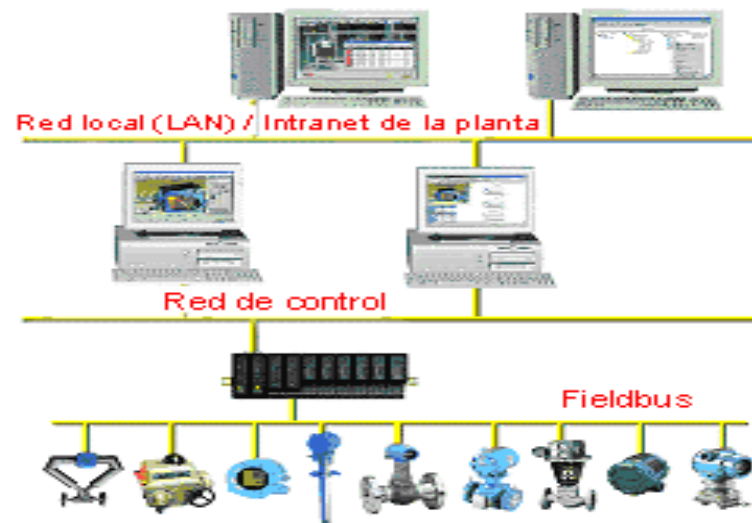 Red local (LAN) / Intranet de la planta
Red de control
Fieldbus